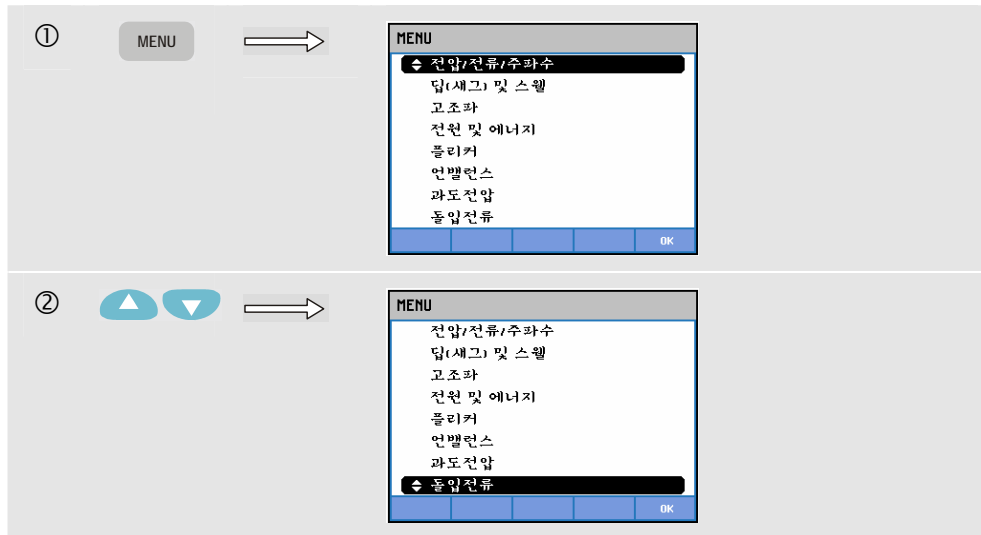 ① MENU
MENU
전압/전류/주파수
딥(새그) 및 스웰
고조파
전원 및 에너지
플리커
언밸런스
과도전압
돌입전류
OK
②
MENU
전압/전류/주파수
딥(새그) 및 스웰
고조파
전원 및 에너지
플리커
언밸런스
과도전압
돌입전류
OK